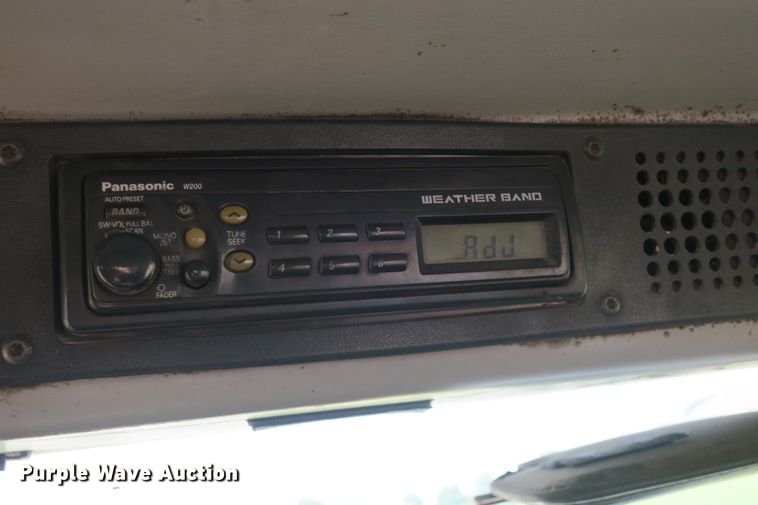 Panasonic W200
WEATHER BAND
AUTO PRESET
BAND
SW-VOL PULL BAL
SCAN
MONO
/ST
TUNE
SEEK
1 2 3
AdJ
BASS
PULL
TREB
4 5 6
FADER
Purple Wave Auction